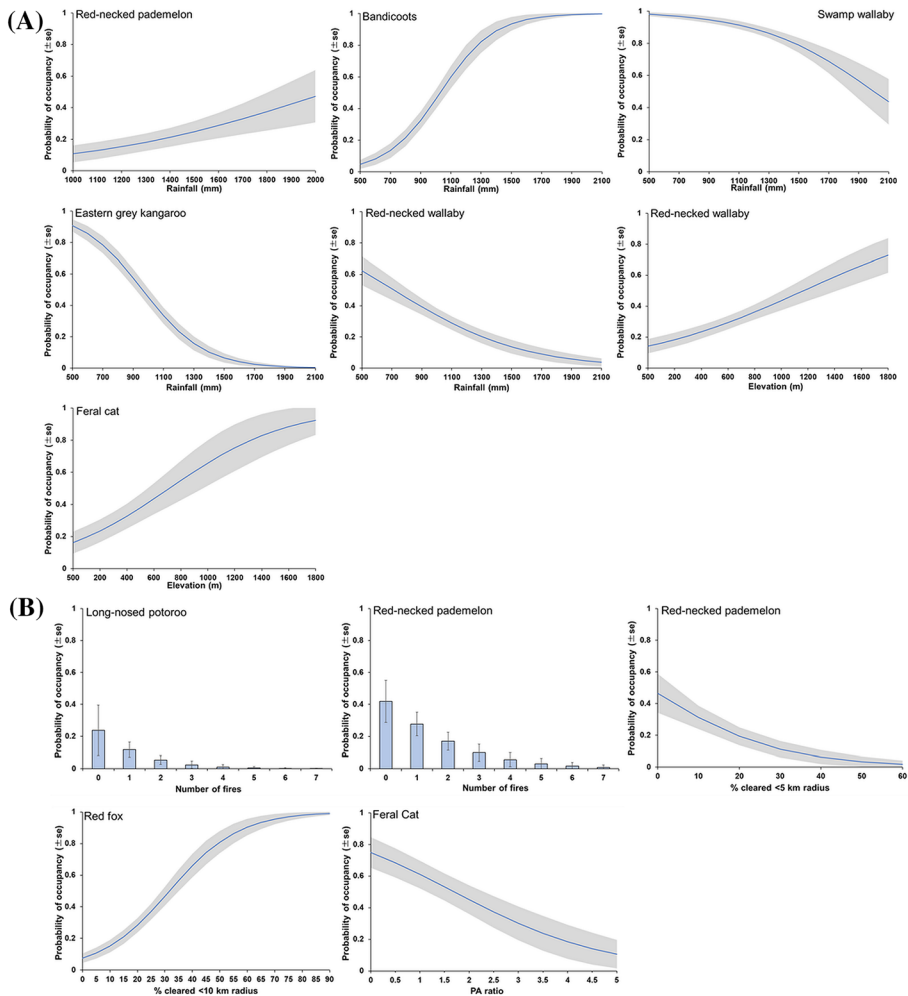 (A)
Red-necked pademelon
Probability of occupancy (±se)
1
0.8
0.6
0.4
0.2
0
1000 1100 1200 1300 1400 1500 1600 1700 1800 1900 2000
Rainfall (mm)
Bandicoots
Probability of occupancy (±se)
1
0.8
0.6
0.4
0.2
0
500 700 900 1100 1300 1500 1700 1900 2100
Rainfall (mm)
Swamp wallaby
Probability of occupancy (±se)
1
0.8
0.6
0.4
0.2
0
500 700 900 1100 1300 1500 1700 1900 2100
Rainfall (mm)
Eastern grey kangaroo
Probability of occupancy (±se)
1
0.8
0.6
0.4
0.2
0
500 700 900 1100 1300 1500 1700 1900 2100
Rainfall (mm)
Red-necked wallaby
Probability of occupancy (±se)
1
0.8
0.6
0.4
0.2
0
500 700 900 1100 1300 1500 1700 1900 2100
Rainfall (mm)
Red-necked wallaby
Probability of occupancy (±se)
1
0.8
0.6
0.4
0.2
0
500 200 400 600 800 1000 1200 1400 1600 1800
Elevation (m)
Feral cat
Probability of occupancy (±se)
1
0.8
0.6
0.4
0.2
0
500 200 400 600 800 1000 1200 1400 1600 1800
Elevation (m)
(B)
Long-nosed potoroo
Probability of occupancy (±se)
1
0.8
0.6
0.4
0.2
0
0 1 2 3 4 5 6 7
Number of fires
Red-necked pademelon
Probability of occupancy (±se)
1
0.8
0.6
0.4
0.2
0
0 1 2 3 4 5 6 7
Number of fires
Red-necked pademelon
Probability of occupancy (±se)
1
0.8
0.6
0.4
0.2
0
0 10 20 30 40 50 60
% cleared <5 km radius
Red fox
Probability of occupancy (±se)
1
0.8
0.6
0.4
0.2
0
0 5 10 15 20 25 30 35 40 45 50 55 60 65 70 75 80 85 90
% cleared <10 km radius
Feral Cat
Probability of occupancy (±se)
1
0.8
0.6
0.4
0.2
0
0 0.5 1 1.5 2 2.5 3 3.5 4 4.5 5
PA ratio